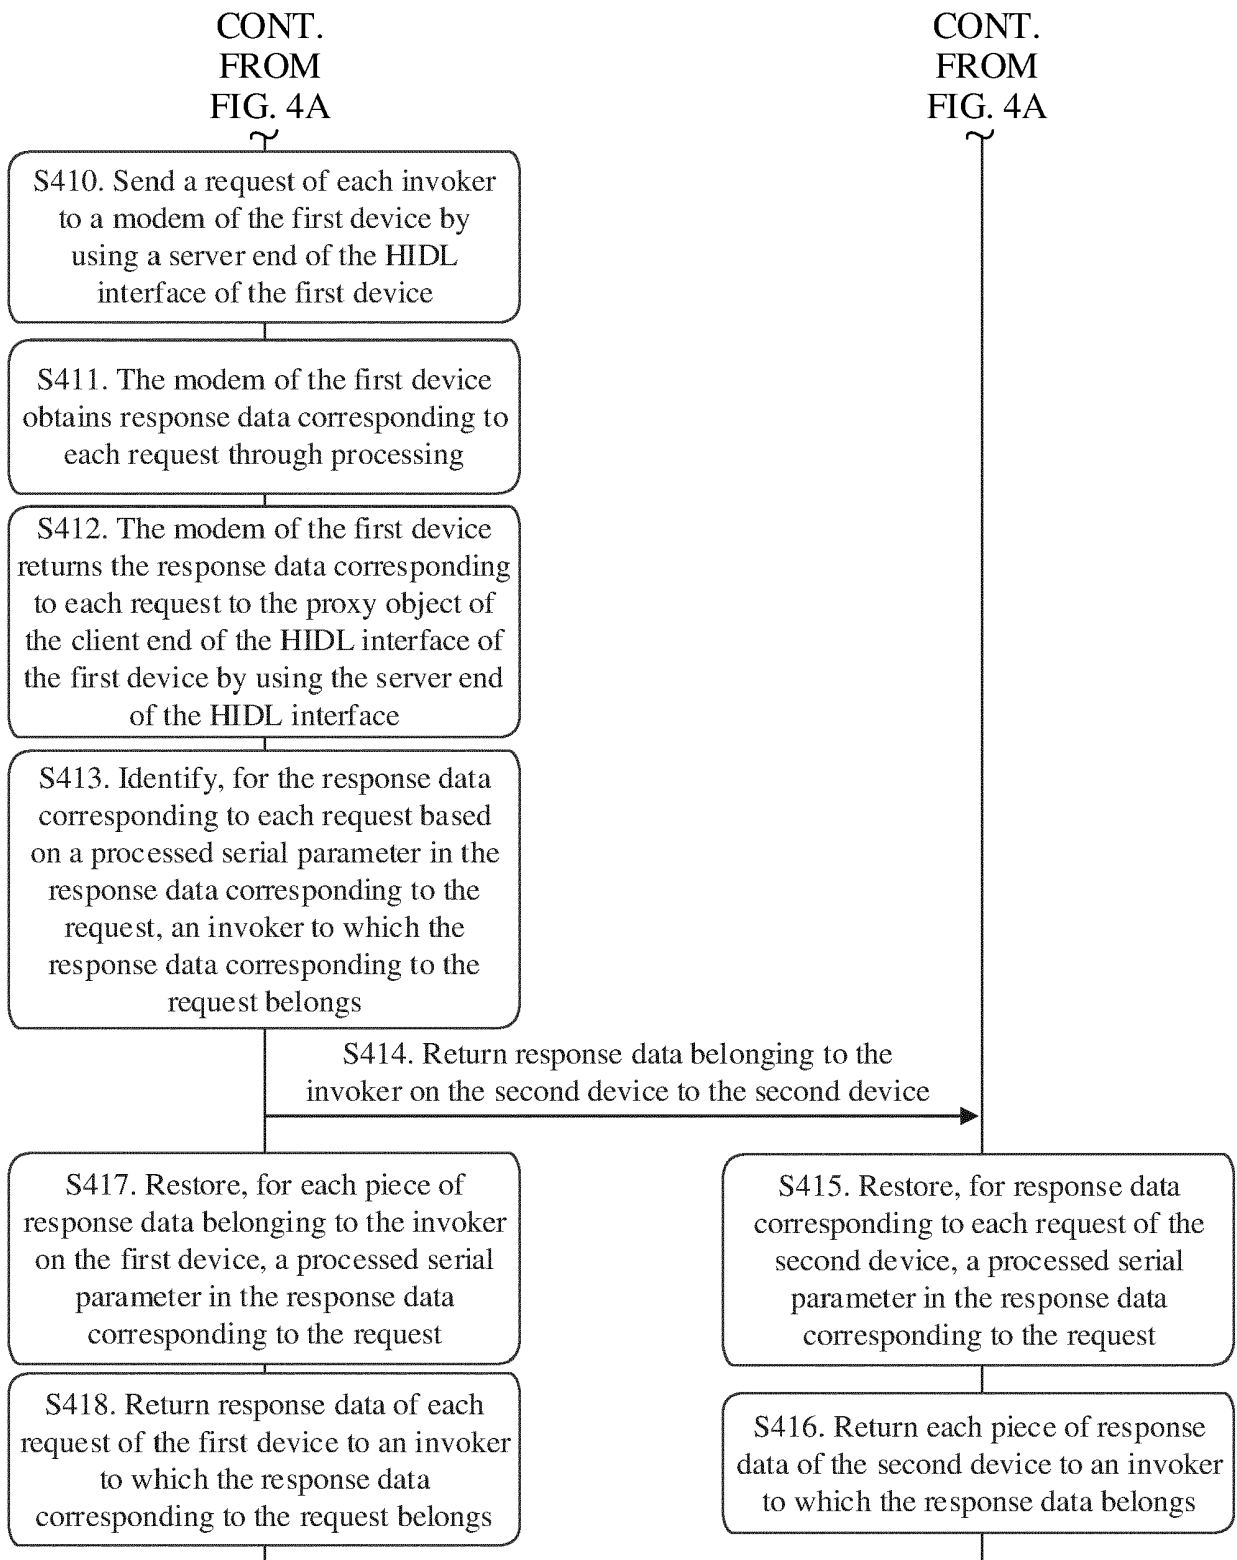 CONT.
FROM
FIG. 4A
CONT.
FROM
FIG. 4A
S410. Send a request of each invoker
to a modem of the first device by
using a server end of the HIDL
interface of the first device
S411. The modem of the first device
obtains response data corresponding to
each request through processing
S412. The modem of the first device
returns the response data corresponding
to each request to the proxy object of
the client end of the HIDL interface of
the first device by using the server end
of the HIDL interface
S413. Identify, for the response data
corresponding to each request based
on a processed serial parameter in the
response data corresponding to the
request, an invoker to which the
response data corresponding to the
request belongs
S414. Return response data belonging to the
invoker on the second device to the second device
S417. Restore, for each piece of
response data belonging to the invoker
on the first device, a processed serial
parameter in the response data
corresponding to the request
S415. Restore, for response data
corresponding to each request of the
second device, a processed serial
parameter in the response data
corresponding to the request
S418. Return response data of each
request of the first device to an invoker
to which the response data
corresponding to the request belongs
S416. Return each piece of response
data of the second device to an invoker
to which the response data belongs